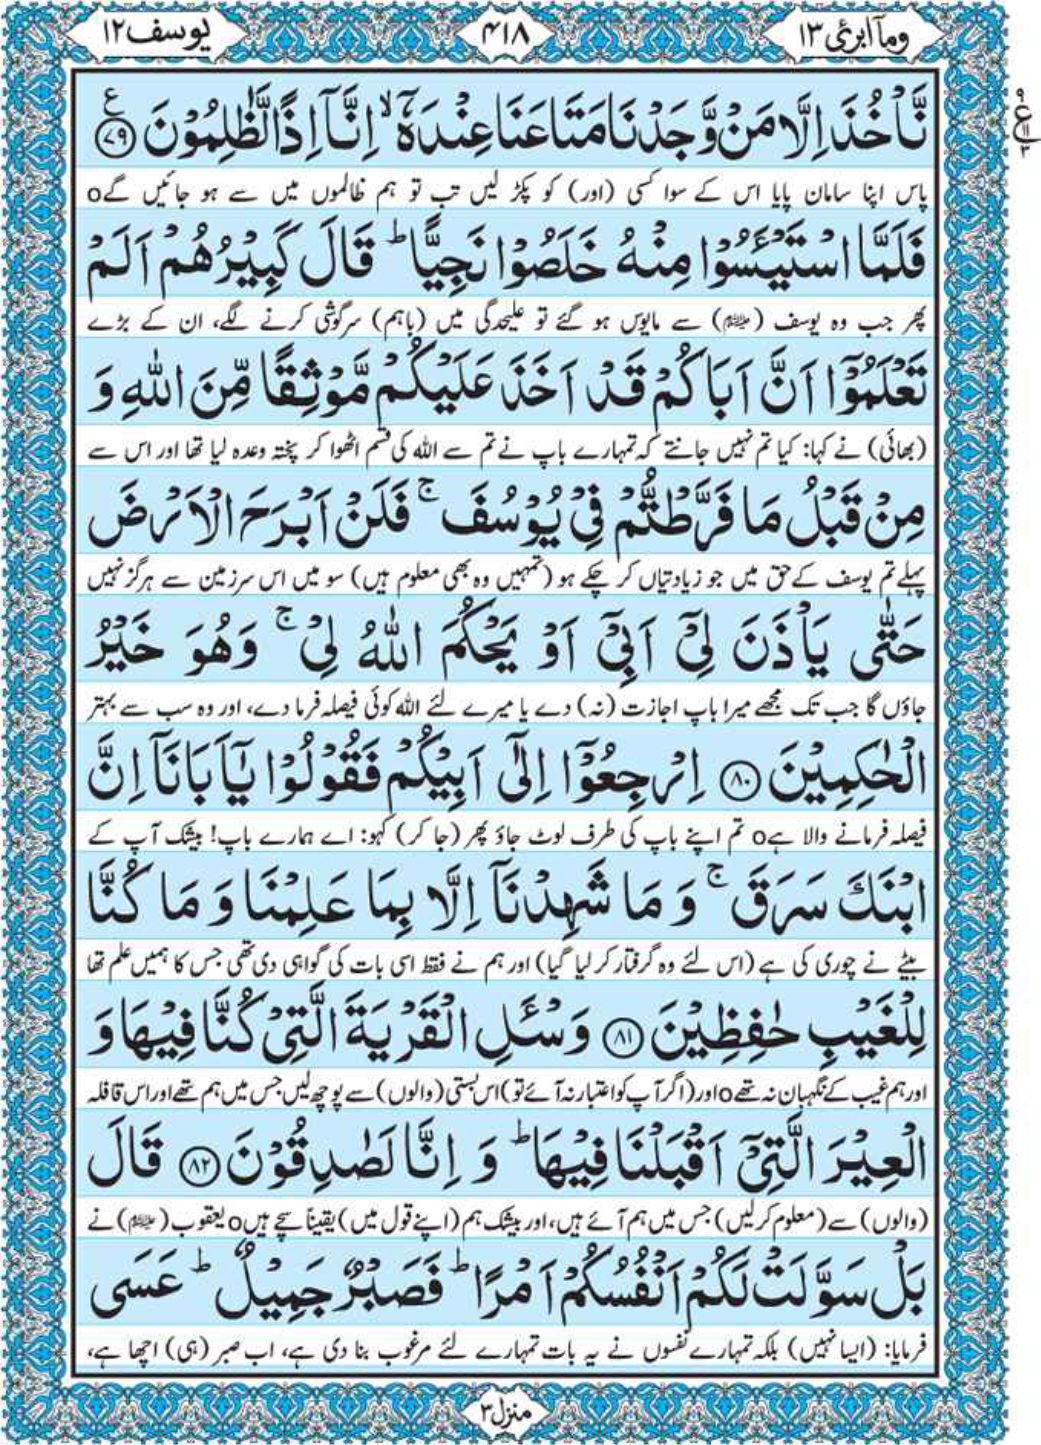 وما ابرئ ١٣
٤١٨
يوسف ١٢
نَّاْخُذَ اِلَّا مَنْ وَّجَدْنَا مَتَاعَنَا عِنْدَهٗۤ ۙ اِنَّاۤ اِذًا لَّظٰلِمُوْنَ ﴿۷۹﴾
پاس اپنا سامان پایا اس کے سوا کسی (اور) کو پکڑ لیں تب تو ہم ظالموں میں سے ہو جائیں گےo
فَلَمَّا اسْتَیْـَٔسُوْا مِنْهُ خَلَصُوْا نَجِیًّا ؕ قَالَ كَبِیْرُهُمْ اَلَمْ
پھر جب وہ یوسف (علیہ السلام) سے مایوس ہو گئے تو علیحدگی میں (باہم) سرگوشی کرنے لگے، ان کے بڑے
تَعْلَمُوْۤا اَنَّ اَبَاكُمْ قَدْ اَخَذَ عَلَیْكُمْ مَّوْثِقًا مِّنَ اللّٰهِ وَ
(بھائی) نے کہا: کیا تم نہیں جانتے کہ تمہارے باپ نے تم سے اللہ کی قسم اٹھوا کر پختہ وعدہ لیا تھا اور اس سے
مِنْ قَبْلُ مَا فَرَّطْتُّمْ فِیْ یُوْسُفَ ۚ فَلَنْ اَبْرَحَ الْاَرْضَ
پہلے تم یوسف کے حق میں جو زیادتیاں کر چکے ہو (تمہیں وہ بھی معلوم ہیں) سو میں اس سرزمین سے ہرگز نہیں
حَتّٰی یَاْذَنَ لِیْۤ اَبِیْۤ اَوْ یَحْكُمَ اللّٰهُ لِیْ ۚ وَهُوَ خَیْرُ
جاؤں گا جب تک مجھے میرا باپ اجازت (نہ) دے یا میرے لئے اللہ کوئی فیصلہ فرما دے، اور وہ سب سے بہتر
الْحٰكِمِیْنَ ﴿۸۰﴾ اِرْجِعُوْۤا اِلٰۤی اَبِیْكُمْ فَقُوْلُوْا یٰۤاَبَانَاۤ اِنَّ
فیصلہ فرمانے والا ہےo تم اپنے باپ کی طرف لوٹ جاؤ پھر (جا کر) کہو: اے ہمارے باپ! بیشک آپ کے
ابْنَكَ سَرَقَ ۚ وَ مَا شَهِدْنَاۤ اِلَّا بِمَا عَلِمْنَا وَ مَا كُنَّا
بیٹے نے چوری کی ہے (اس لئے وہ گرفتار کر لیا گیا) اور ہم نے فقط اسی بات کی گواہی دی تھی جس کا ہمیں علم تھا
لِلْغَیْبِ حٰفِظِیْنَ ﴿۸۱﴾ وَسْـَٔلِ الْقَرْیَةَ الَّتِیْ كُنَّا فِیْهَا وَ
اور ہم غیب کے نگہبان نہ تھےo اور (اگر آپ کو اعتبار نہ آئے تو) اس بستی (والوں) سے پوچھ لیں جس میں ہم تھے اور اس قافلہ
الْعِیْرَ الَّتِیْۤ اَقْبَلْنَا فِیْهَا ؕ وَ اِنَّا لَصٰدِقُوْنَ ﴿۸۲﴾ قَالَ
(والوں) سے (معلوم کر لیں) جس میں ہم آئے ہیں، اور بیشک ہم (اپنے قول میں) یقیناً سچے ہیںo یعقوب (علیہ السلام) نے
بَلْ سَوَّلَتْ لَكُمْ اَنْفُسُكُمْ اَمْرًا ؕ فَصَبْرٌ جَمِیْلٌ ؕ عَسَی
فرمایا: (ایسا نہیں) بلکہ تمہارے نفسوں نے یہ بات تمہارے لئے مرغوب بنا دی ہے، اب صبر (ہی) اچھا ہے،
منزل ٣